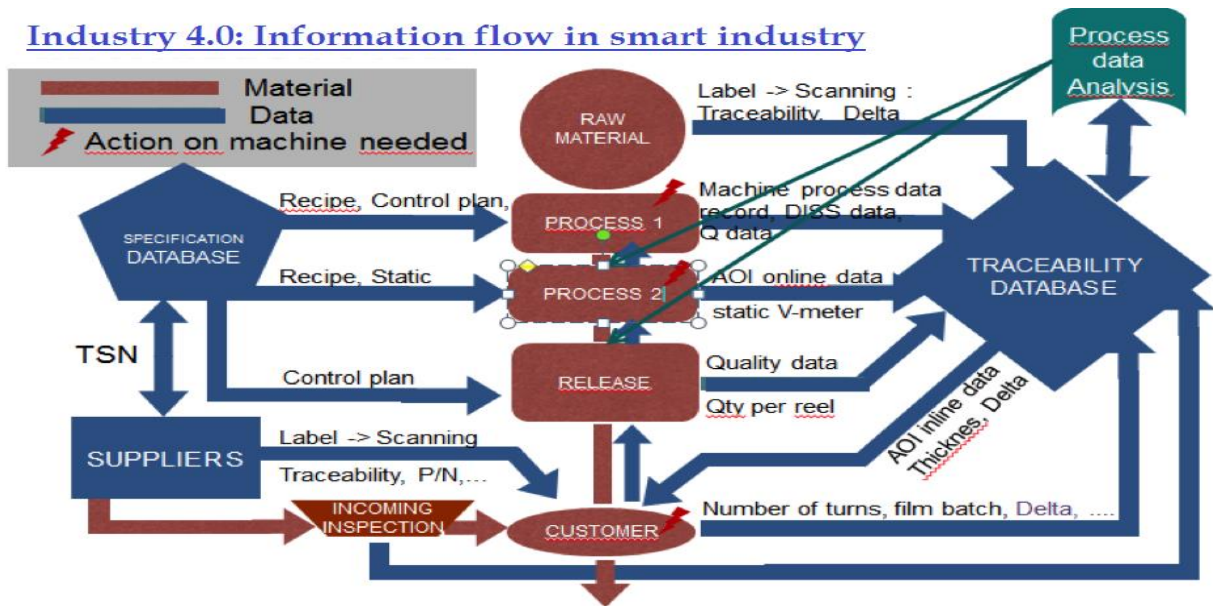 Industry 4.0: Information flow in smart industry
Process
data
Analysis
Material
Data
Action on machine needed
RAW
MATERIAL
Label -> Scanning :
Traceability, Delta
SPECIFICATION
DATABASE
Recipe, Control plan,
PROCESS 1
Machine process data
record, DISS data,
Q data
Recipe, Static
PROCESS 2
AOI online data
static V-meter
TRACEABILITY
DATABASE
TSN
Control plan
RELEASE
Quality data
Qty per reel
AOI inline data
Thicknes, Delta
SUPPLIERS
Label -> Scanning
Traceability, P/N,...
INCOMING
INSPECTION
CUSTOMER
Number of turns, film batch, Delta, ....